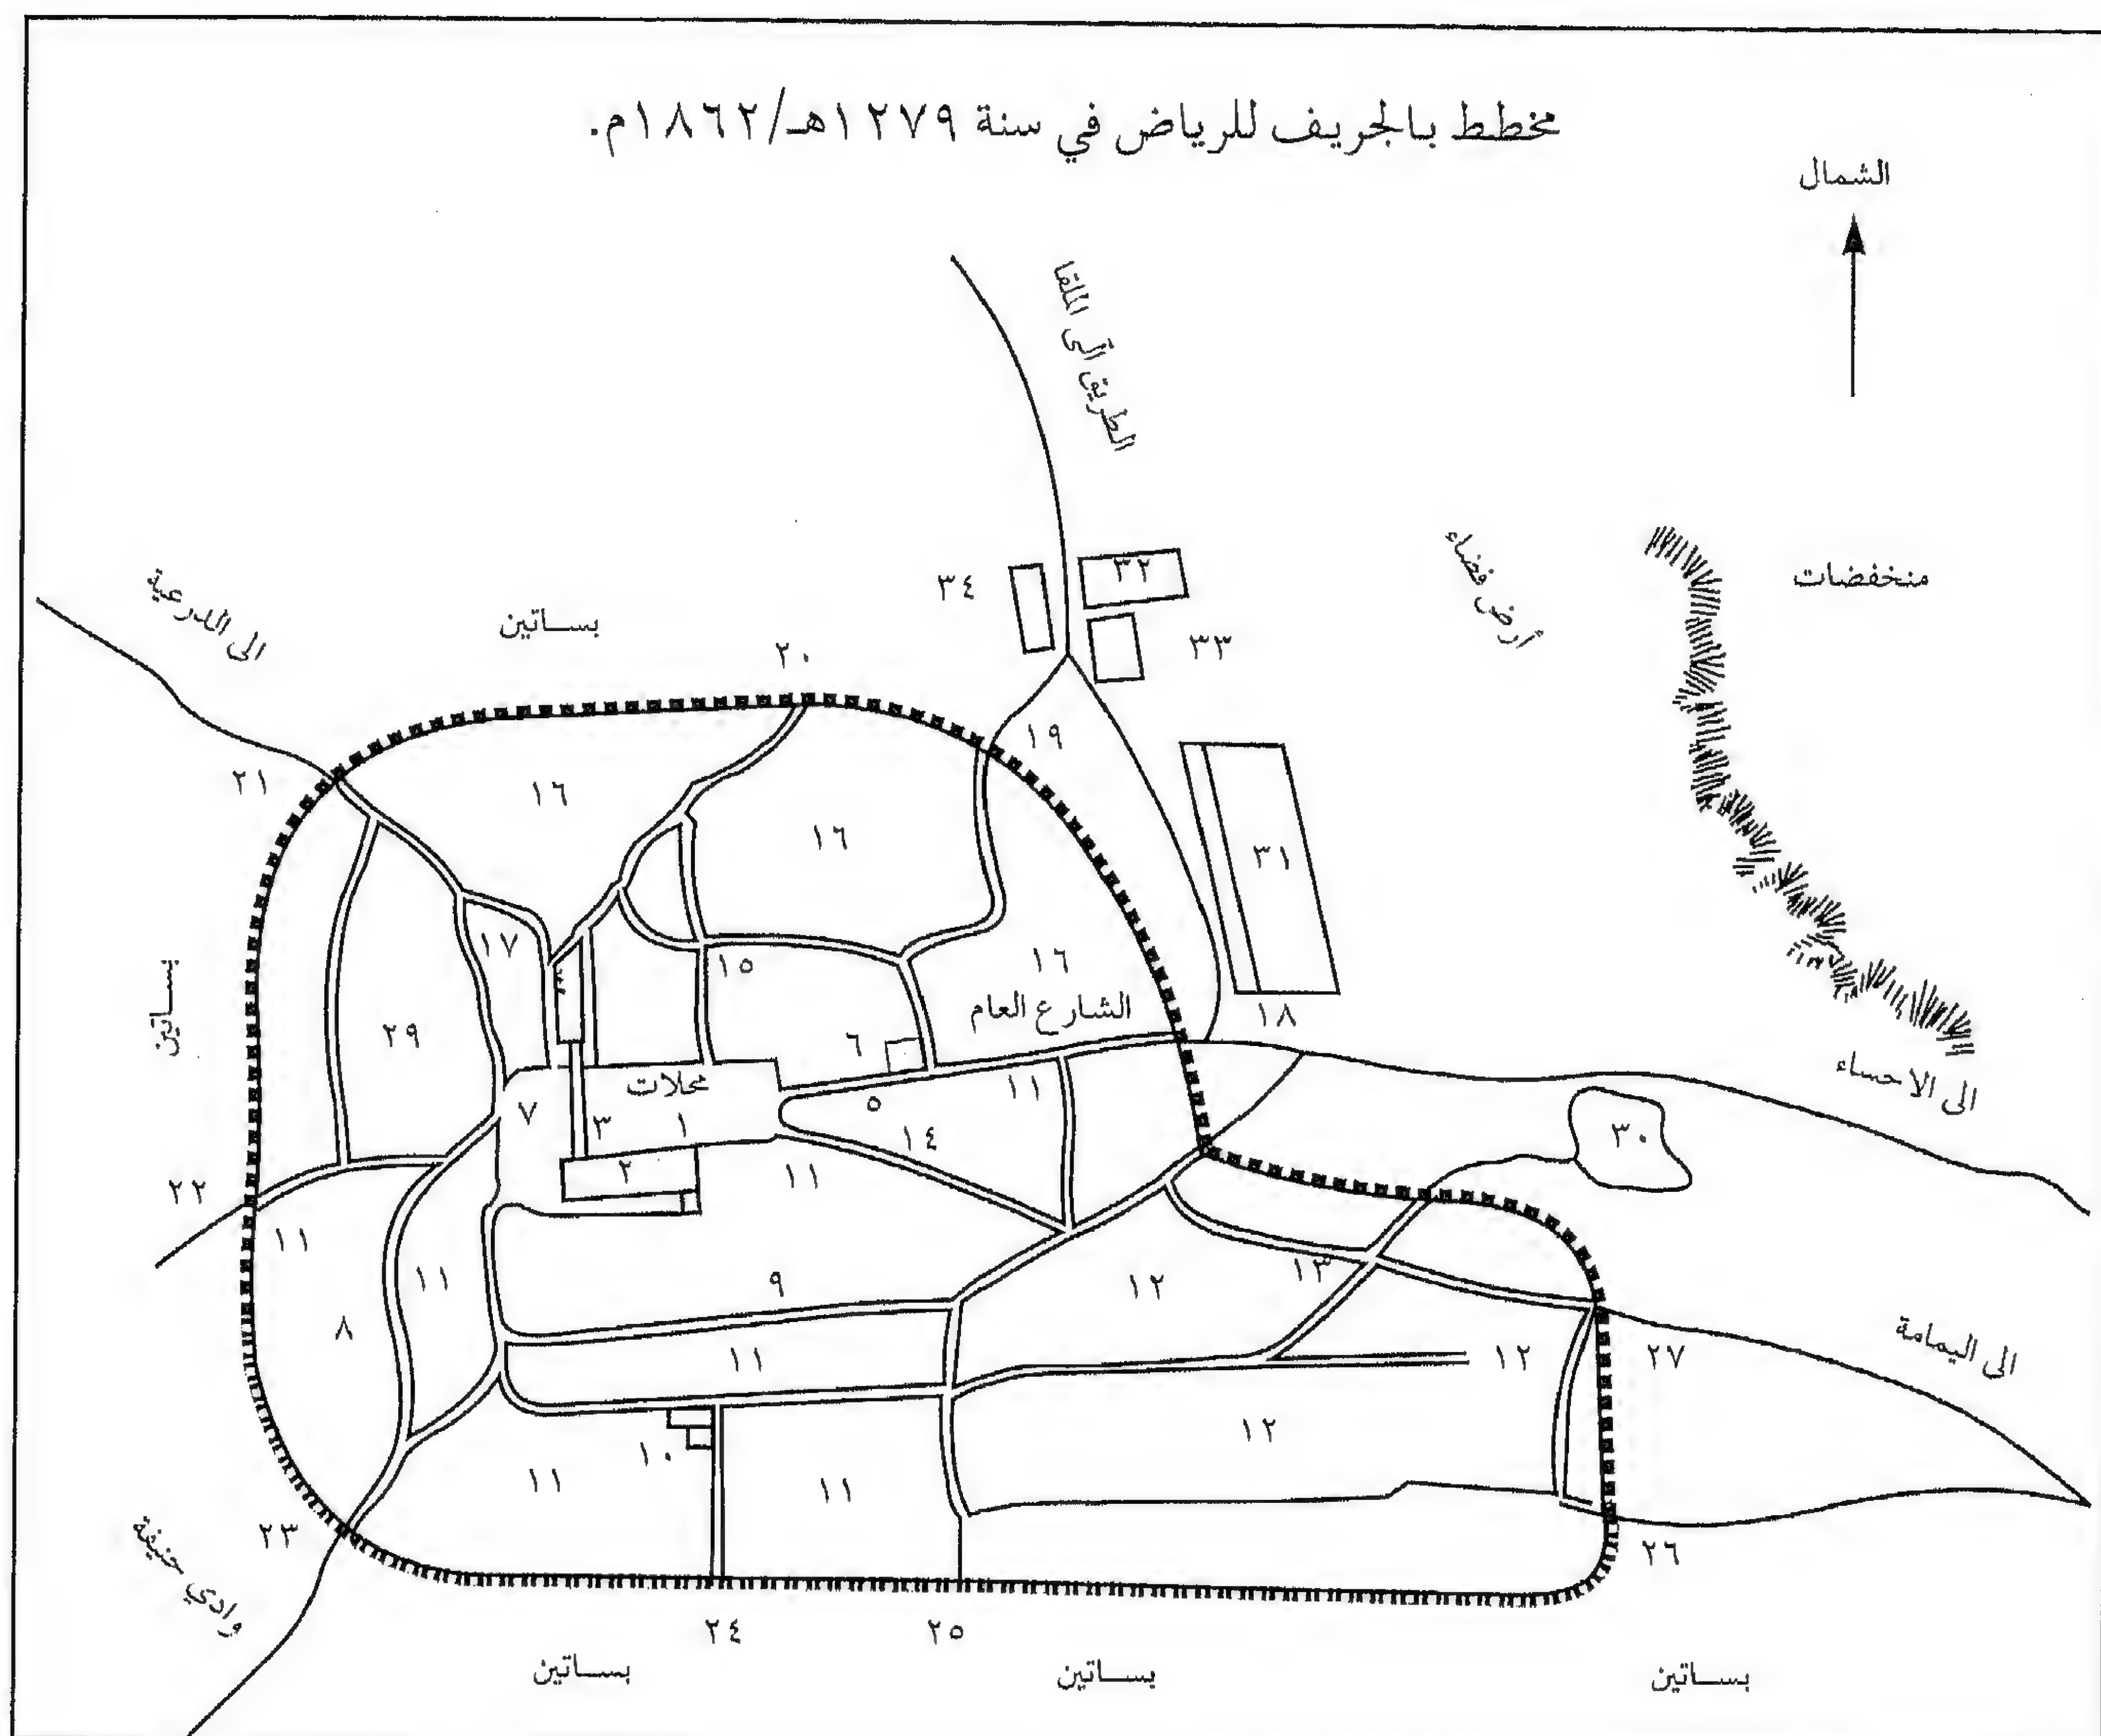 مخطط بالجريف للرياض في سنة ١٢٧٩هـ/١٨٦٢م.
الشمال
الطريق الى الملقا
أرض فضاء
منخفضات
٣٢
٣٤
٣٣
الى الدرعية
بساتين
٢٠
١٩
٢١
١٦
١٦
٣١
١٧
٤
١٥
١٦
الشارع العام
١٨
بساتين
٢٩
٦
محلات
الى الاحساء
٧
٣
١
٥
١١
١٤
٣٠
٢
١١
٢٢
١١
١١
٩
١٢
١٣
٨
١١
١٢
٢٧
الى اليمامة
١٠
١١
١١
١٢
٢٣
وادي حنيفة
٢٦
٢٤
٢٥
بساتين
بساتين
بساتين